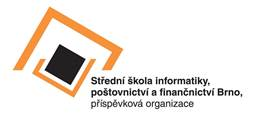 Střední škola informatiky,
poštovnictví a finančnictví Brno,
příspěvková organizace